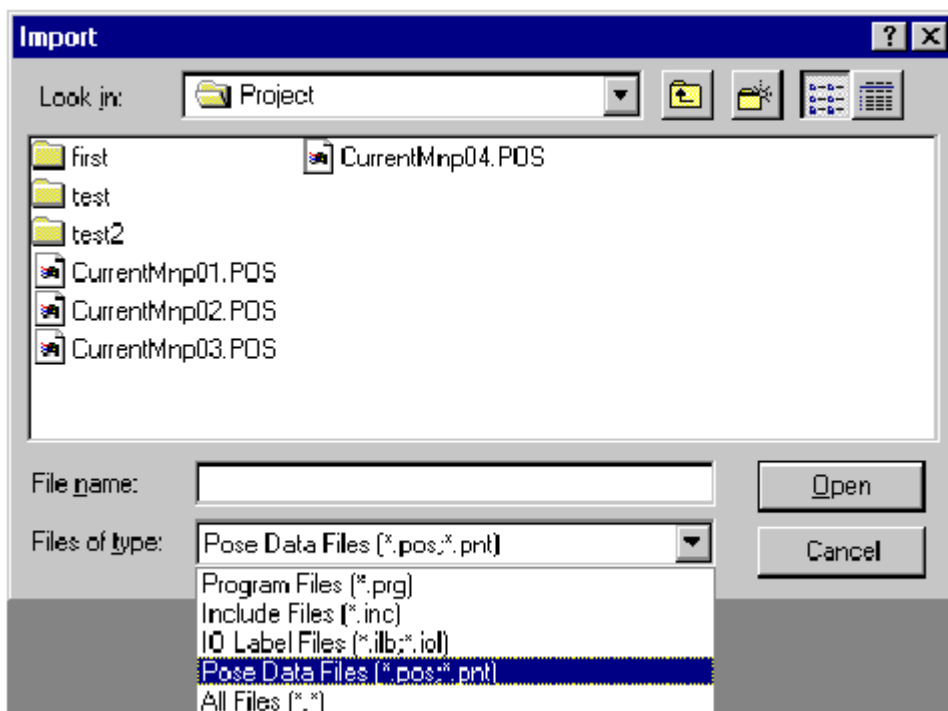 Import
Look in: Project
first
test
test2
CurrentMnp01.POS
CurrentMnp02.POS
CurrentMnp03.POS
CurrentMnp04.POS
File name:
Open
Files of type: Pose Data Files (*.pos;*.pnt)
Cancel
Program Files (*.prg)
Include Files (*.inc)
IO Label Files (*.ilb;*.iol)
Pose Data Files (*.pos;*.pnt)
All Files (*.*)